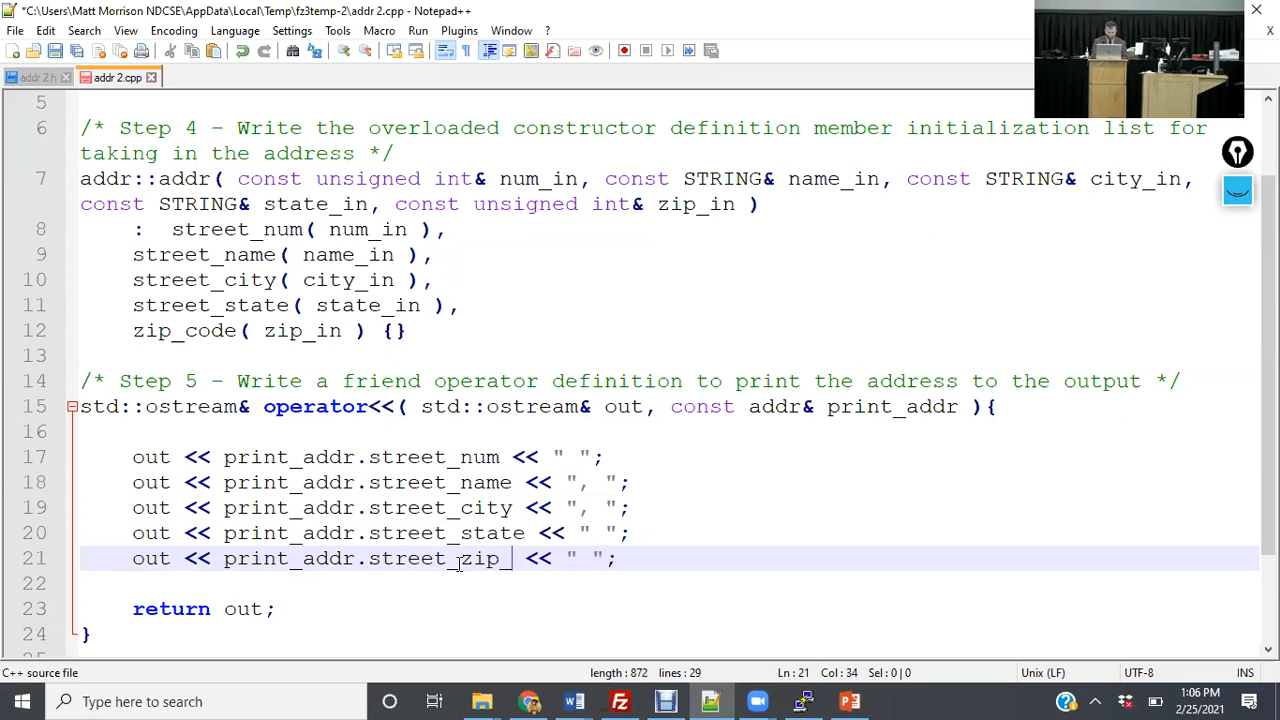 *C:\Users\Matt Morrison NDCSE\AppData\Local\Temp\fz3temp-2\addr 2.cpp - Notepad++
File Edit Search View Encoding Language Settings Tools Macro Run Plugins Window ? X
addr 2.h addr 2.cpp
5
6 /* Step 4 - Write the overloaded constructor definition member initialization list for
taking in the address */
7 addr::addr( const unsigned int& num_in, const STRING& name_in, const STRING& city_in,
const STRING& state_in, const unsigned int& zip_in )
8 : street_num( num_in ),
9 street_name( name_in ),
10 street_city( city_in ),
11 street_state( state_in ),
12 zip_code( zip_in ) {}
13
14 /* Step 5 - Write a friend operator definition to print the address to the output */
15 std::ostream& operator<<( std::ostream& out, const addr& print_addr ){
16
17 out << print_addr.street_num << " ";
18 out << print_addr.street_name << ", ";
19 out << print_addr.street_city << ", ";
20 out << print_addr.street_state << " ";
21 out << print_addr.street_zip_ << " ";
22
23 return out;
24 }
25
C++ source file length : 872 lines : 29 Ln : 21 Col : 34 Sel : 0 | 0 Unix (LF) UTF-8 INS
Type here to search 1:06 PM
2/25/2021